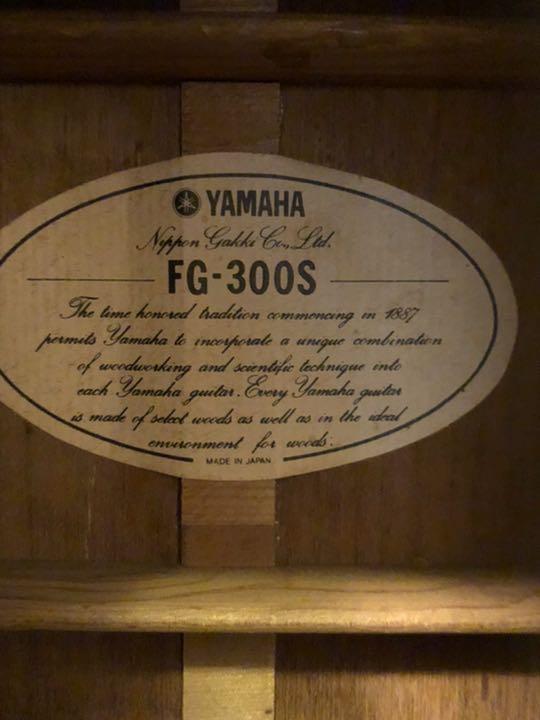 YAMAHA
Nippon Gakki Co., Ltd.
FG-300S
The time honored tradition commencing in 1887
permits Yamaha to incorporate a unique combination
of woodworking and scientific technique into
each Yamaha guitar. Every Yamaha guitar
is made of select woods as well as in the ideal
environment for woods.
MADE IN JAPAN